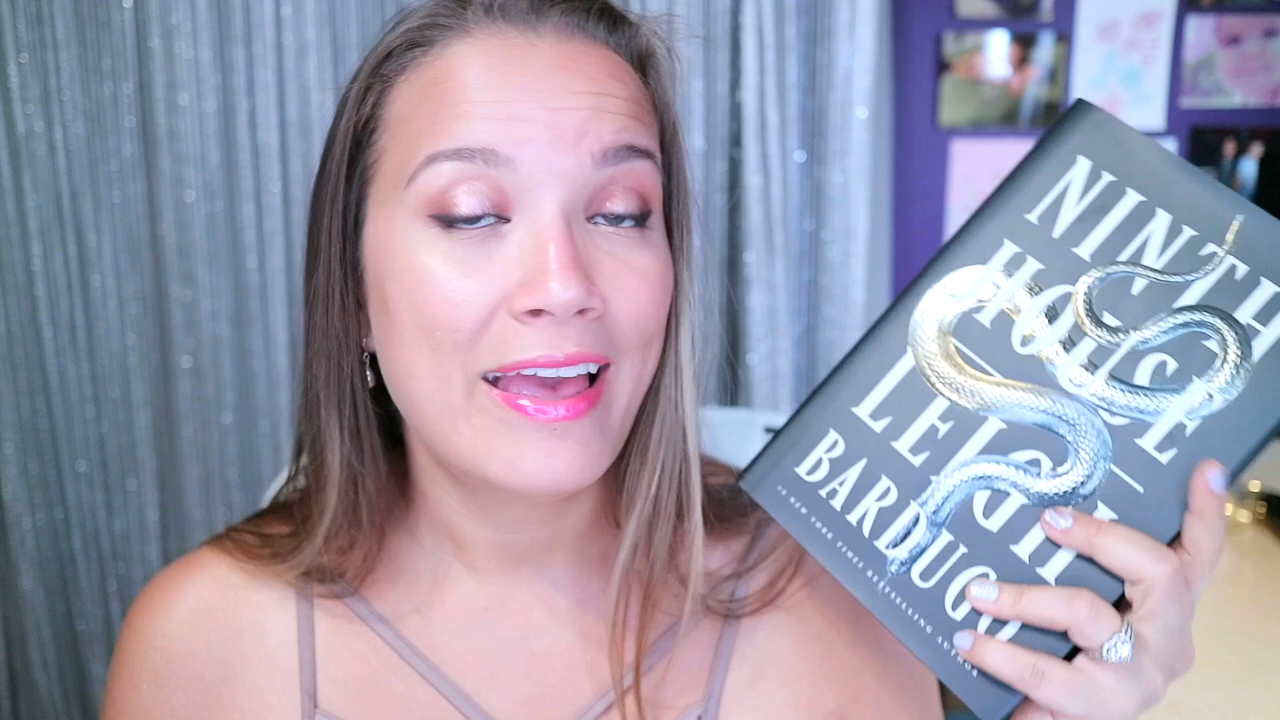 NINTH
HOUSE
LEIGH
BARDUGO
#1 NEW YORK TIMES BESTSELLING AUTHOR